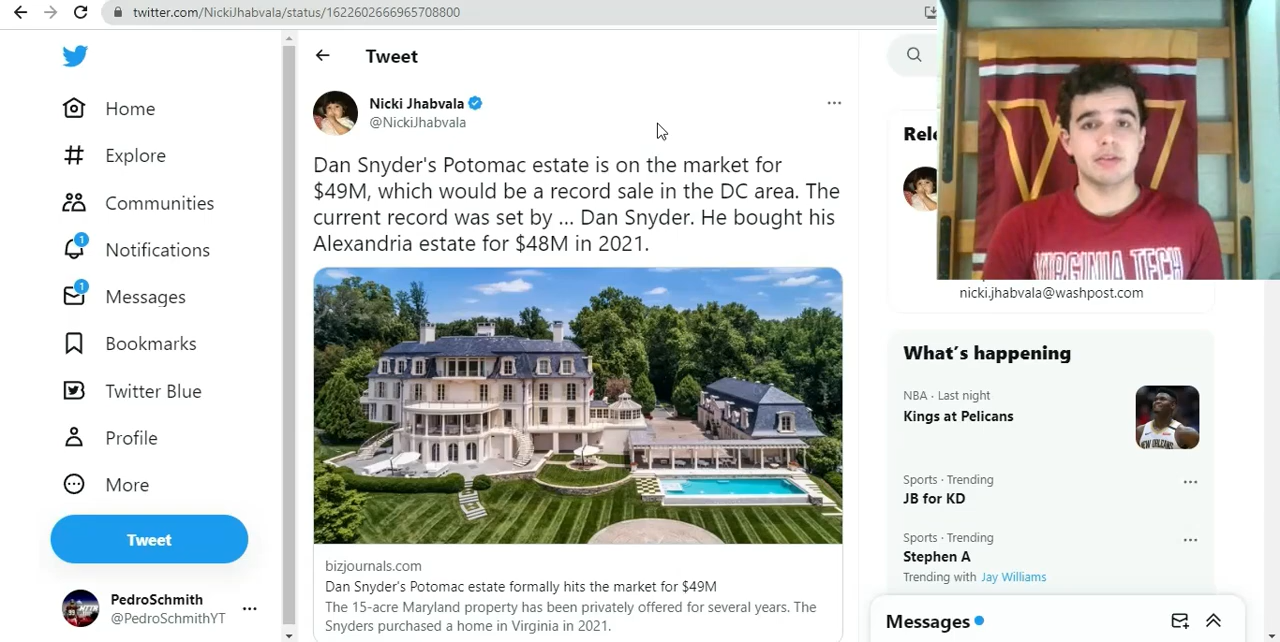 twitter.com/NickiJhabvala/status/1622602666965708800
Home
Explore
Communities
1
Notifications
1
Messages
Bookmarks
Twitter Blue
Profile
More
Tweet
PedroSchmith
@PedroSchmithYT
Tweet
Nicki Jhabvala
@NickiJhabvala
Dan Snyder's Potomac estate is on the market for
$49M, which would be a record sale in the DC area. The
current record was set by ... Dan Snyder. He bought his
Alexandria estate for $48M in 2021.
bizjournals.com
Dan Snyder's Potomac estate formally hits the market for $49M
The 15-acre Maryland property has been privately offered for several years. The
Snyders purchased a home in Virginia in 2021.
VIRGINIA TECH
nicki.jhabvala@washpost.com
What's happening
NBA · Last night
Kings at Pelicans
Sports · Trending
JB for KD
Sports · Trending
Stephen A
Trending with Jay Williams
Messages